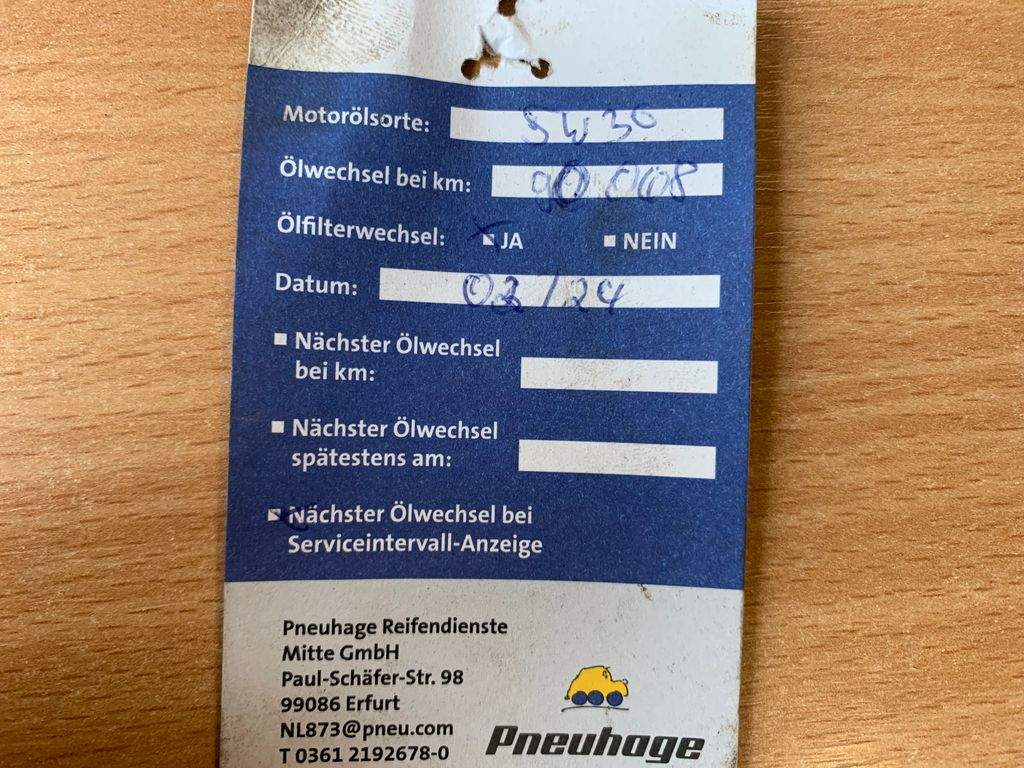 Motorölsorte: 5W30
Ölwechsel bei km: 90 008
Ölfilterwechsel: JA NEIN
Datum: 03/24
Nächster Ölwechsel
bei km:
Nächster Ölwechsel
spätestens am:
Nächster Ölwechsel bei
Serviceintervall-Anzeige
Pneuhage Reifendienste
Mitte GmbH
Paul-Schäfer-Str. 98
99086 Erfurt
NL873@pneu.com
T 0361 2192678-0
Pneuhage